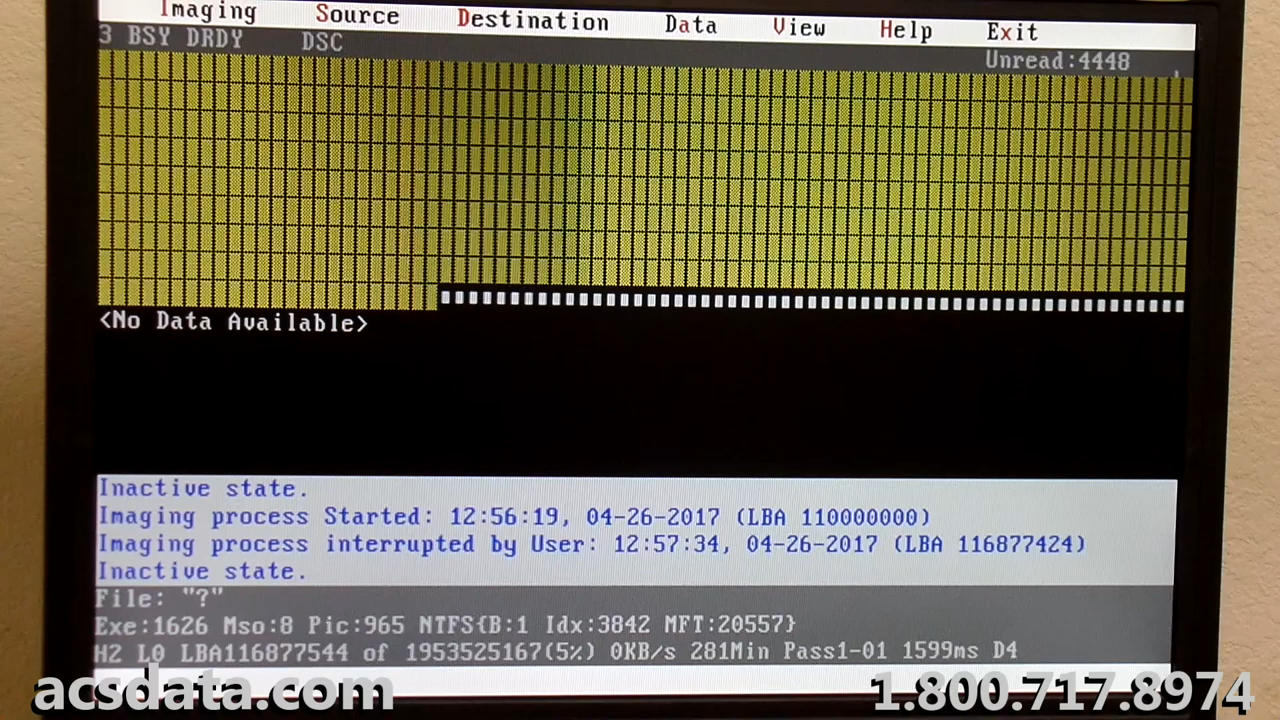 Imaging Source Destination Data View Help Exit
3 BSY DRDY DSC
Unread:4448
<No Data Available>
Inactive state.
Imaging process Started: 12:56:19, 04-26-2017 (LBA 110000000)
Imaging process interrupted by User: 12:57:34, 04-26-2017 (LBA 116877424)
Inactive state.
File: "?"
Exe:1626 Mso:8 Pic:965 NTFS{B:1 Idx:3842 MFT:20557}
H2 L0 LBA116877544 of 1953525167(5%) 0KB/s 281Min Pass1-01 1599ms D4
acsdata.com 1.800.717.8974